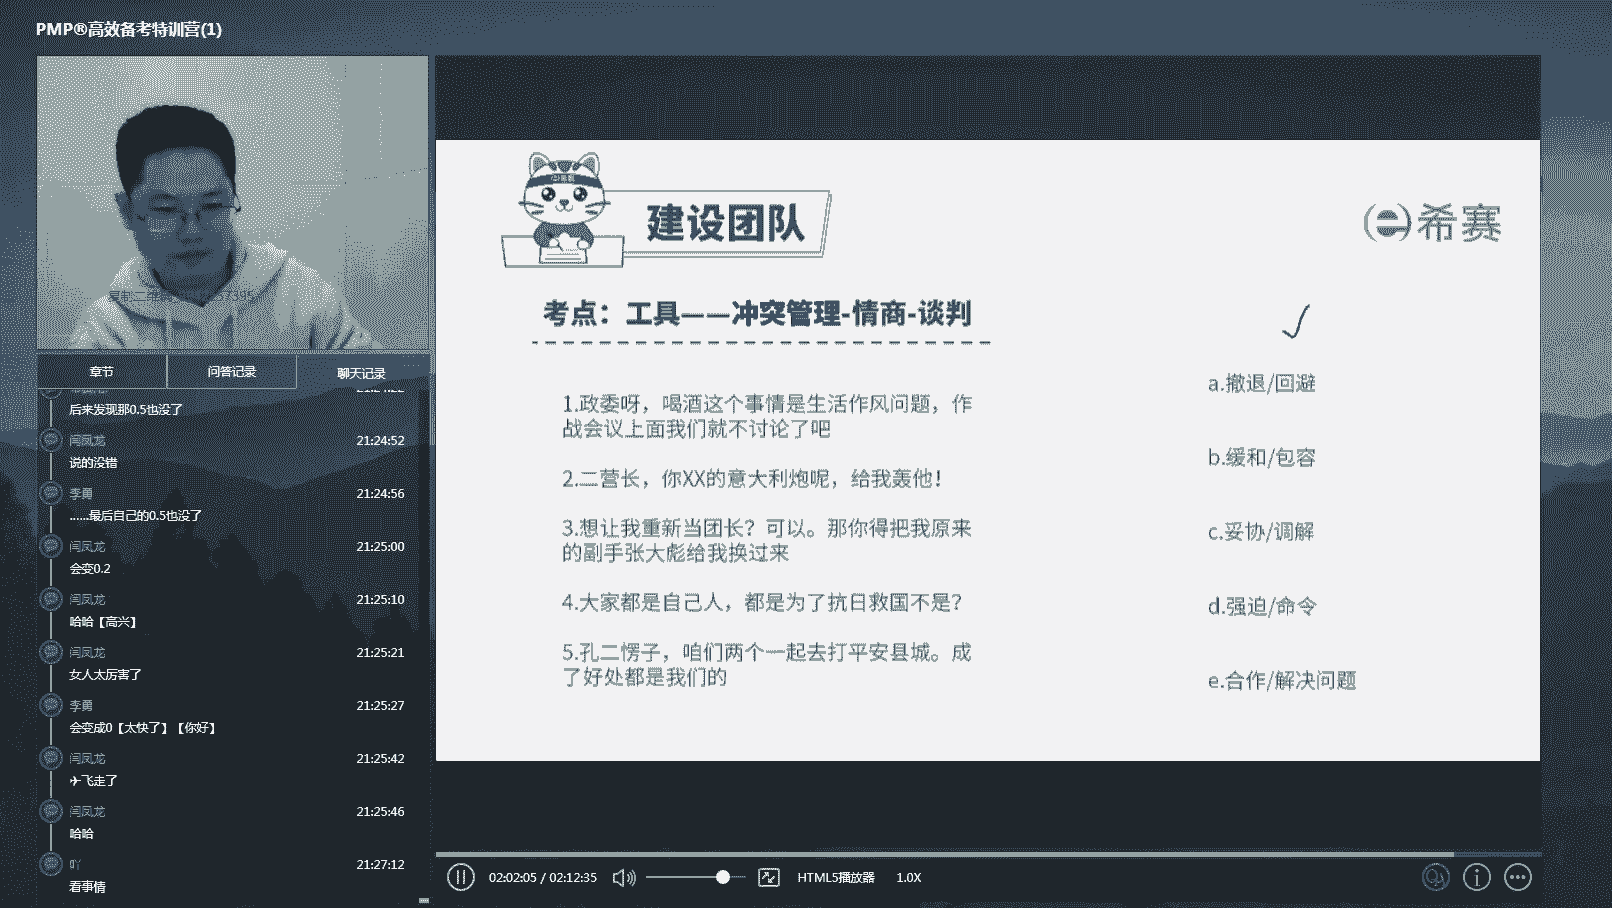 PMP®高效备考特训营(1)
章节
问答记录
聊天记录
后来发现那0.5也没了
闫凤龙
21:24:52
说的没错
李勇
21:24:56
......最后自己的0.5也没了
闫凤龙
21:25:00
会变0.2
闫凤龙
21:25:10
哈哈【高兴】
闫凤龙
21:25:21
女人太厉害了
李勇
21:25:27
会变成0【太快了】【你好】
闫凤龙
21:25:42
✈飞走了
闫凤龙
21:25:46
哈哈
吖
21:27:12
看事情
建设团队
希赛
考点：工具——冲突管理-情商-谈判
1.政委呀，喝酒这个事情是生活作风问题，作
战会议上面我们就不讨论了吧
2.二营长，你XX的意大利炮呢，给我轰他！
3.想让我重新当团长？可以。那你得把我原来
的副手张大彪给我换过来
4.大家都是自己人，都是为了抗日救国不是？
5.孔二愣子，咱们两个一起去打平安县城。成
了好处都是我们的
a.撤退/回避
b.缓和/包容
c.妥协/调解
d.强迫/命令
e.合作/解决问题
02:02:05 / 02:12:35
HTML5播放器
1.0X